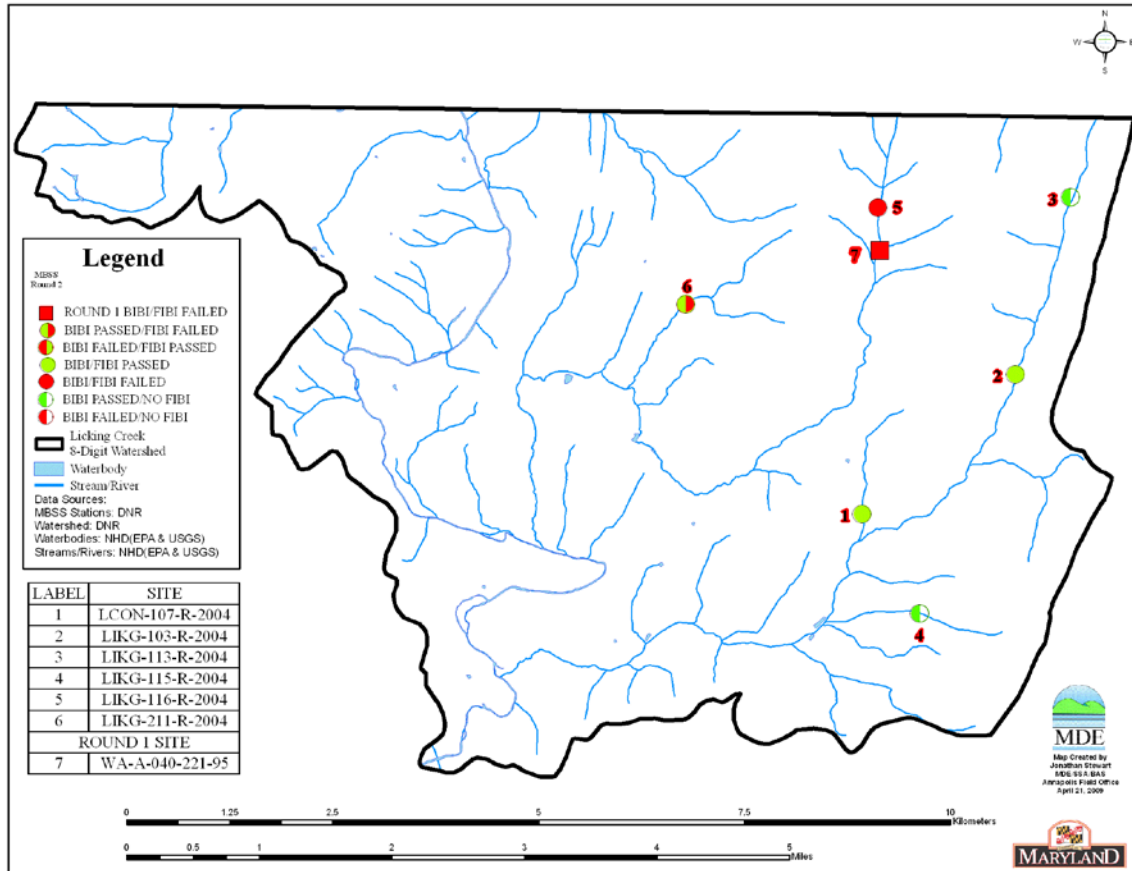 N
W E
S
3
5
7
6
2
1
4
Legend
MBSS
Round 2
ROUND 1 BIBI/FIBI FAILED
BIBI PASSED/FIBI FAILED
BIBI FAILED/FIBI PASSED
BIBI/FIBI PASSED
BIBI/FIBI FAILED
BIBI PASSED/NO FIBI
BIBI FAILED/NO FIBI
Licking Creek
8-Digit Watershed
Waterbody
Stream/River
Data Sources:
MBSS Stations: DNR
Watershed: DNR
Waterbodies: NHD(EPA & USGS)
Streams/Rivers: NHD(EPA & USGS)
LABEL SITE
1 LCON-107-R-2004
2 LIKG-103-R-2004
3 LIKG-113-R-2004
4 LIKG-115-R-2004
5 LIKG-116-R-2004
6 LIKG-211-R-2004
ROUND 1 SITE
7 WA-A-040-221-95
MDE
Map Created by
Jonathan Stewart
MDE/SSA/BAS
Annapolis Field Office
April 21, 2009
0 1.25 2.5 5 7.5 10
Kilometers
0 0.5 1 2 3 4 5
Miles
MARYLAND